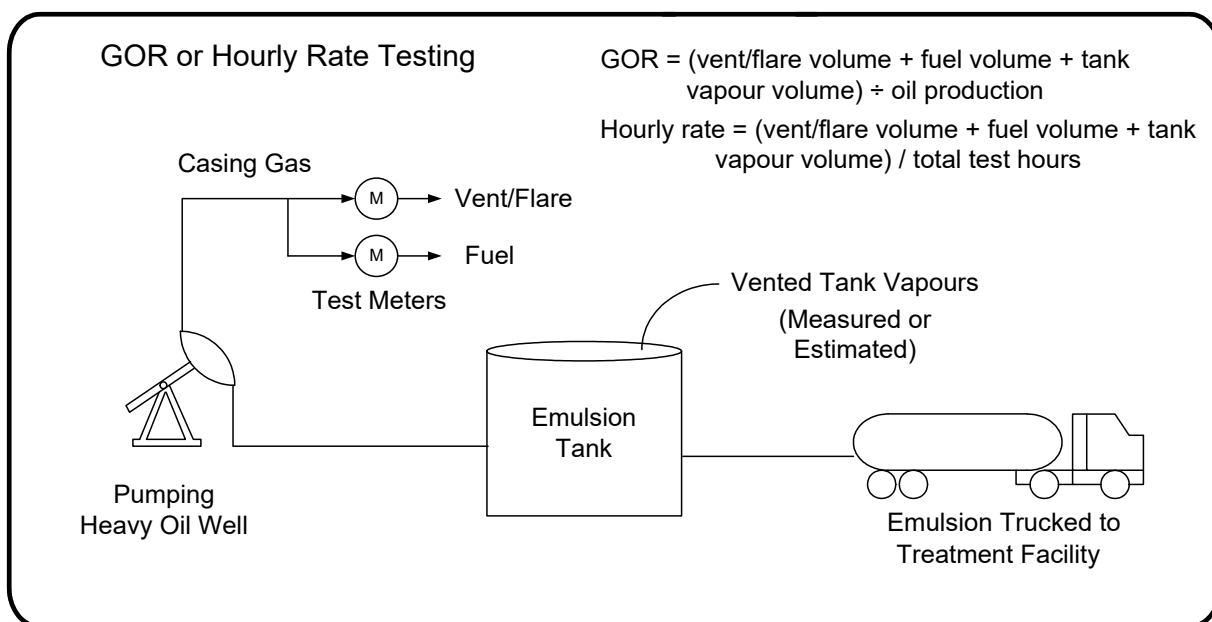 GOR or Hourly Rate Testing
GOR = (vent/flare volume + fuel volume + tank
vapour volume) ÷ oil production
Hourly rate = (vent/flare volume + fuel volume + tank
vapour volume) / total test hours
Casing Gas
M
Vent/Flare
M
Fuel
Test Meters
Vented Tank Vapours
(Measured or
Estimated)
Emulsion
Tank
Pumping
Heavy Oil Well
Emulsion Trucked to
Treatment Facility